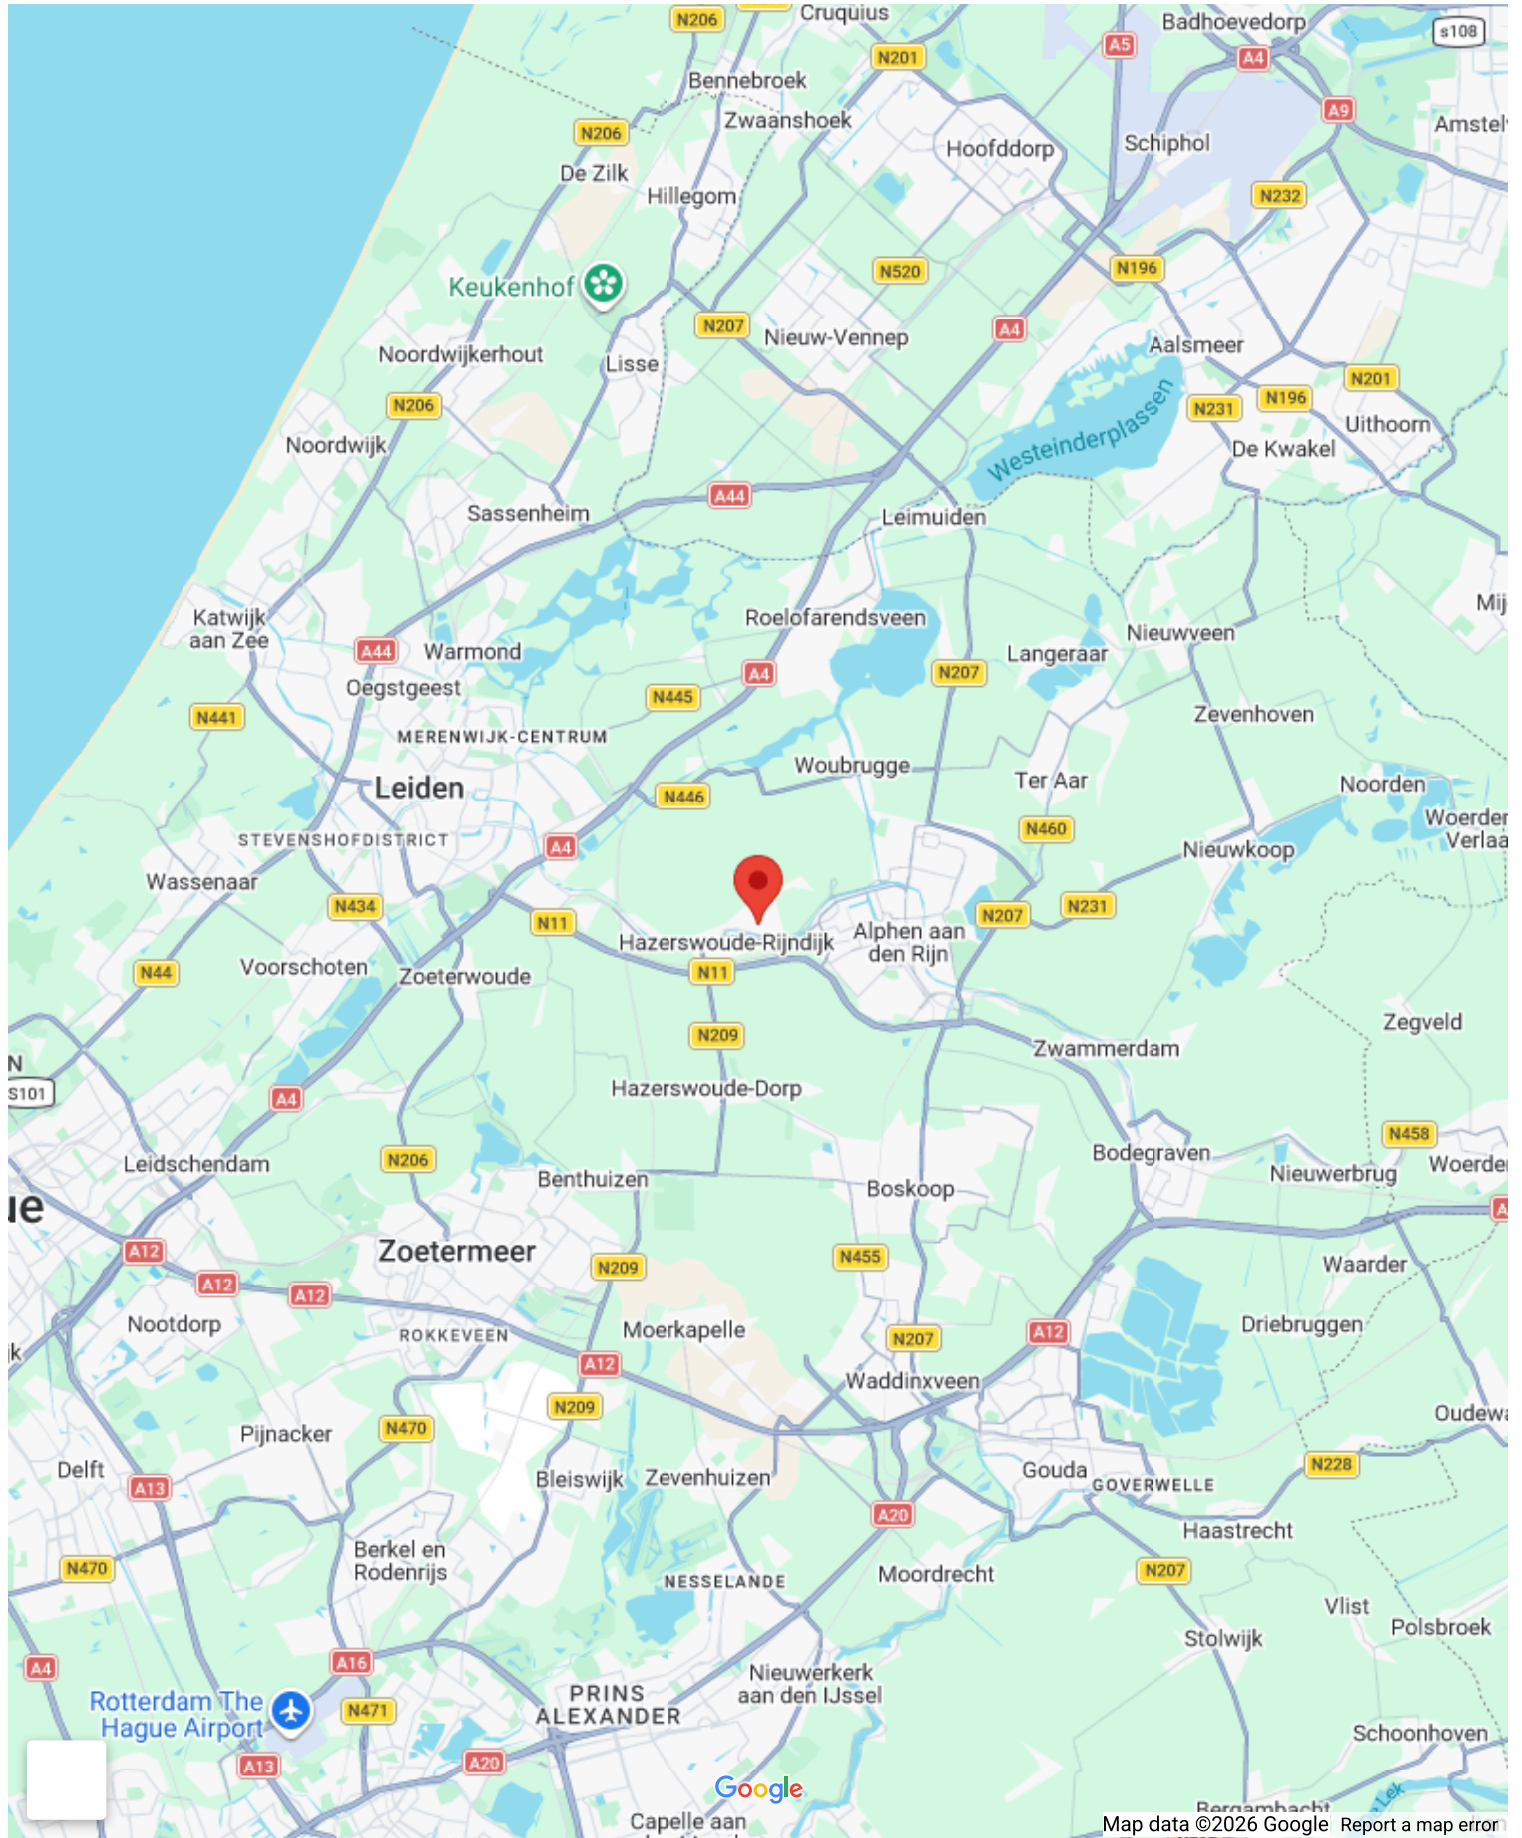 N206
Cruquius
Badhoevedorp
s108
A5
N201
A4
Bennebroek
A9
Zwaanshoek
N206
Hoofddorp
Schiphol
De Zilk
Hillegom
N232
N520
N196
Keukenhof
N207
Nieuw-Vennep
A4
Aalsmeer
Noordwijkerhout
Lisse
N201
N206
N231
N196
Westeinderplassen
Uithoorn
Noordwijk
De Kwakel
A44
Sassenheim
Leimuiden
Katwijk
aan Zee
Roelofarendsveen
Nieuwveen
A44
Warmond
Langeraar
Oegstgeest
A4
N207
N445
N441
Zevenhoven
MERENWIJK-CENTRUM
Woubrugge
Leiden
Ter Aar
Noorden
N446
N460
STEVENSHOFDISTRICT
A4
Nieuwkoop
Wassenaar
N434
N11
N207
N231
Hazerswoude-Rijndijk
Alphen aan
den Rijn
N44
Voorschoten
Zoeterwoude
N11
N209
Zegveld
Zwammerdam
S101
A4
Hazerswoude-Dorp
N458
Leidschendam
N206
Bodegraven
Benthuizen
Nieuwerbrug
Boskoop
Zoetermeer
A12
N209
N455
Waarder
A12
A12
Nootdorp
ROKKEVEEN
Moerkapelle
N207
A12
Driebruggen
A12
Waddinxveen
N209
N470
Pijnacker
Delft
A13
Bleiswijk
Zevenhuizen
Gouda
GOVERWELLE
N228
A20
Haastrecht
Berkel en
Rodenrijs
N470
NESSELANDE
Moordrecht
N207
Vlist
Polsbroek
Stolwijk
A4
A16
Nieuwerkerk
aan den IJssel
Rotterdam The
Hague Airport
N471
PRINS
ALEXANDER
Schoonhoven
A13
A20
Google
Capelle aan
Lek
Bergambacht
Map data ©2026 Google
Report a map error